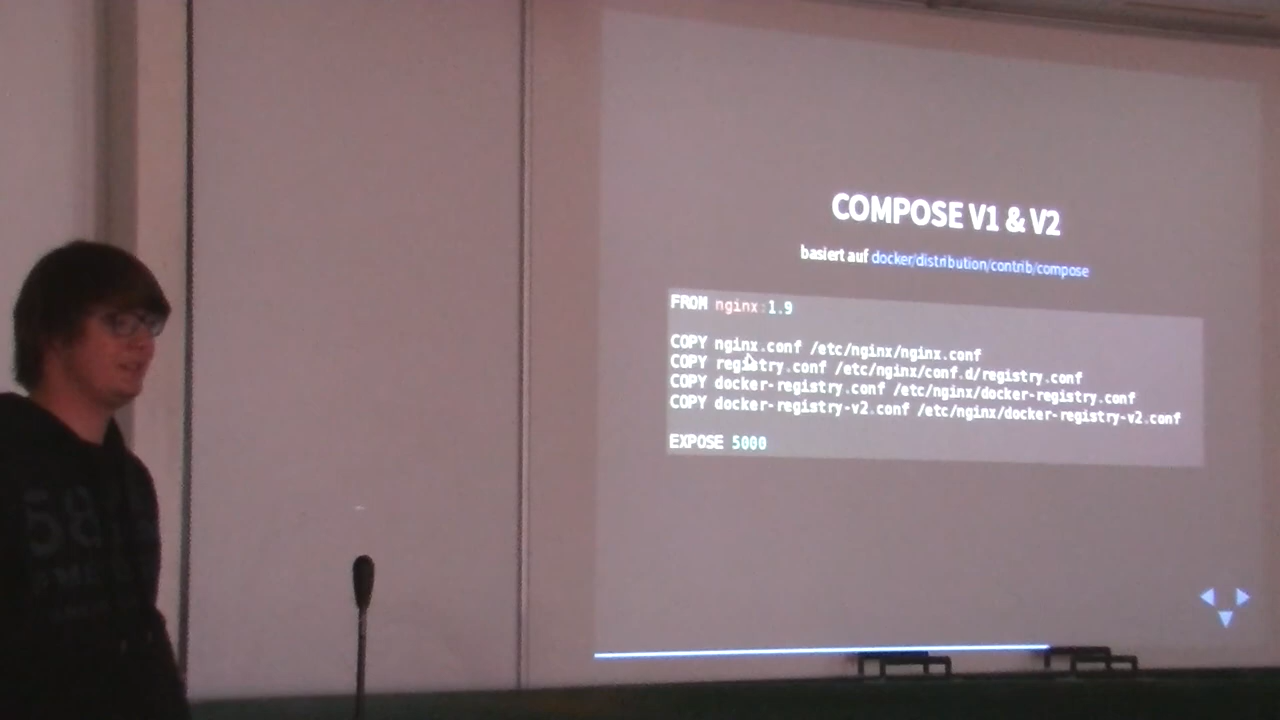 COMPOSE V1 & V2
basiert auf docker/distribution/contrib/compose
FROM nginx:1.9
COPY nginx.conf /etc/nginx/nginx.conf
COPY registry.conf /etc/nginx/conf.d/registry.conf
COPY docker-registry.conf /etc/nginx/docker-registry.conf
COPY docker-registry-v2.conf /etc/nginx/docker-registry-v2.conf
EXPOSE 5000
58